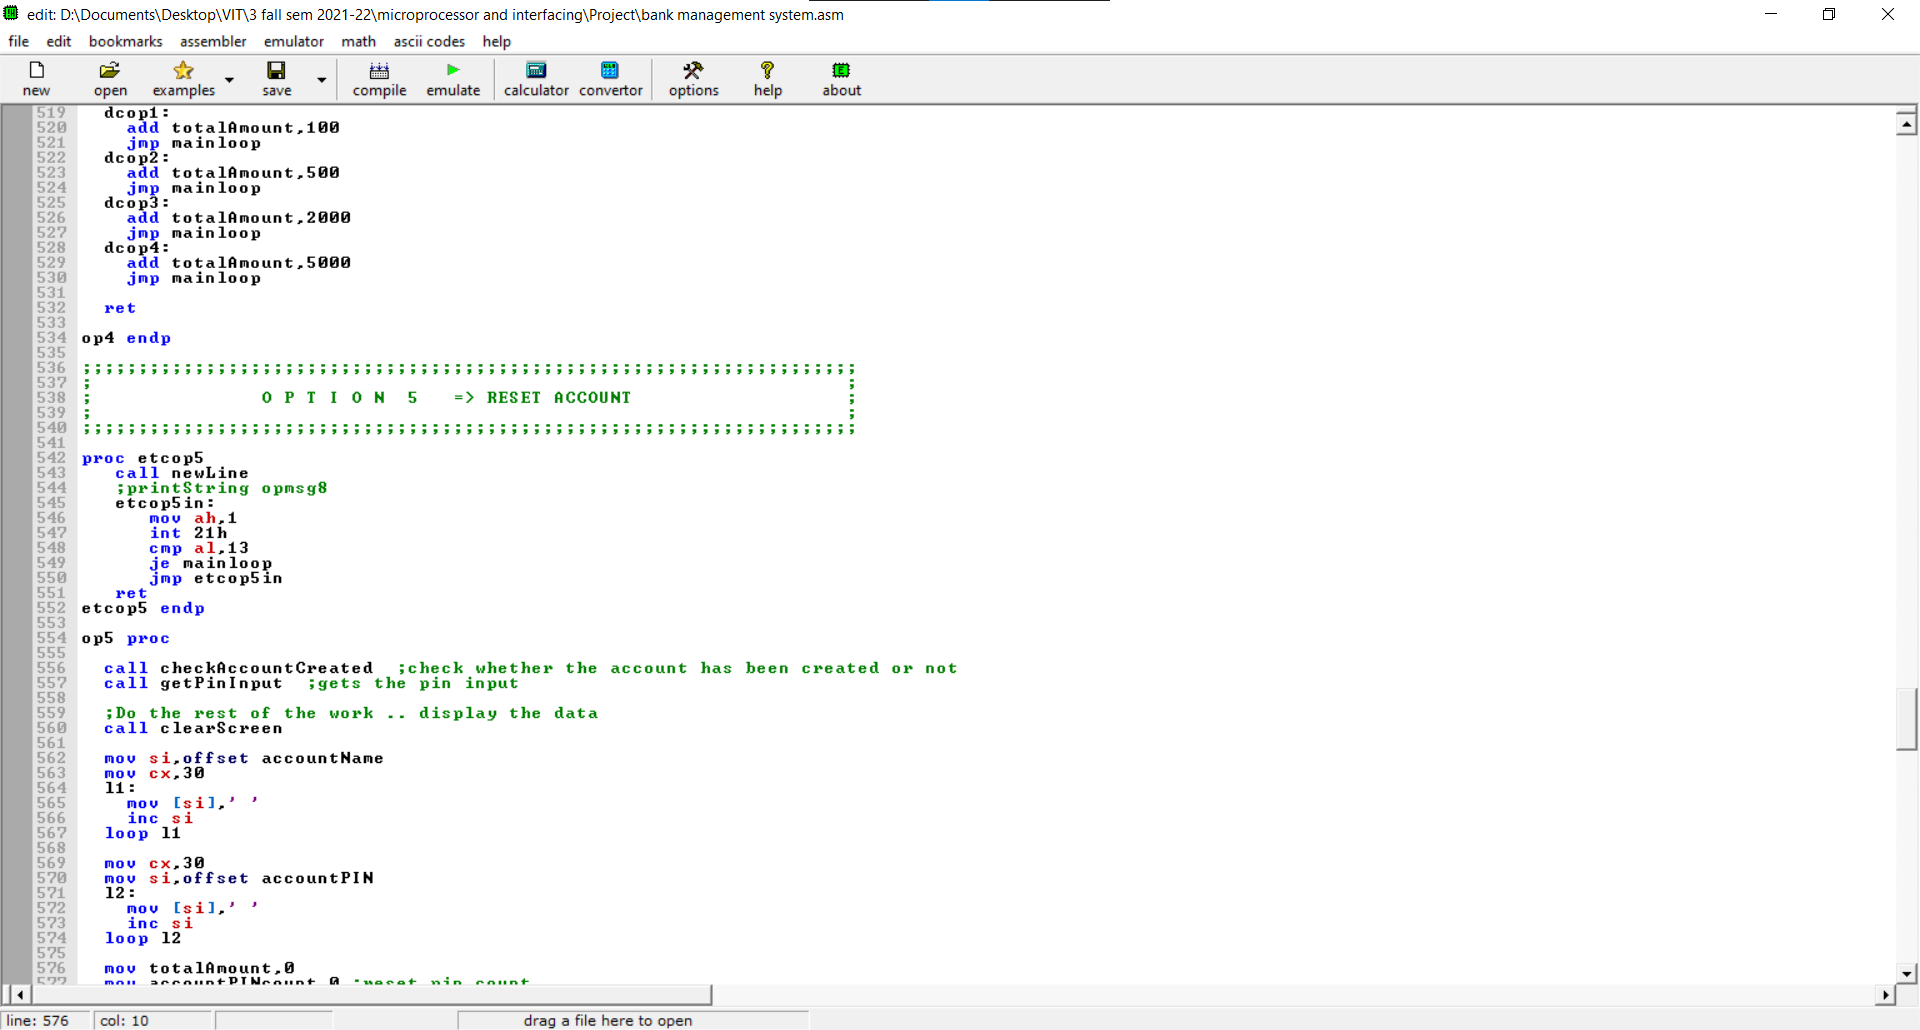 edit: D:\Documents\Desktop\VIT\3 fall sem 2021-22\microprocessor and interfacing\Project\bank management system.asm
file edit bookmarks assembler emulator math ascii codes help
new open examples save compile emulate calculator convertor options help about
519 dcop1:
520 add totalAmount,100
521 jmp mainloop
522 dcop2:
523 add totalAmount,500
524 jmp mainloop
525 dcop3:
526 add totalAmount,2000
527 jmp mainloop
528 dcop4:
529 add totalAmount,5000
530 jmp mainloop
531
532 ret
533
534 op4 endp
535
536 ;;;;;;;;;;;;;;;;;;;;;;;;;;;;;;;;;;;;;;;;;;;;;;;;;;;;;;;;;;;;;;;;;;;;;
537 ; ;
538 ; O P T I O N 5 => RESET ACCOUNT ;
539 ; ;
540 ;;;;;;;;;;;;;;;;;;;;;;;;;;;;;;;;;;;;;;;;;;;;;;;;;;;;;;;;;;;;;;;;;;;;;
541
542 proc etcop5
543 call newLine
544 ;printString opmsg8
545 etcop5in:
546 mov ah,1
547 int 21h
548 cmp al,13
549 je mainloop
550 jmp etcop5in
551 ret
552 etcop5 endp
553
554 op5 proc
555
556 call checkAccountCreated ;check whether the account has been created or not
557 call getPinInput ;gets the pin input
558
559 ;Do the rest of the work .. display the data
560 call clearScreen
561
562 mov si,offset accountName
563 mov cx,30
564 l1:
565 mov [si],' '
566 inc si
567 loop l1
568
569 mov cx,30
570 mov si,offset accountPIN
571 l2:
572 mov [si],' '
573 inc si
574 loop l2
575
576 mov totalAmount,0
577 mov accountPINcount,0 ;reset pin count
line: 576 col: 10 drag a file here to open